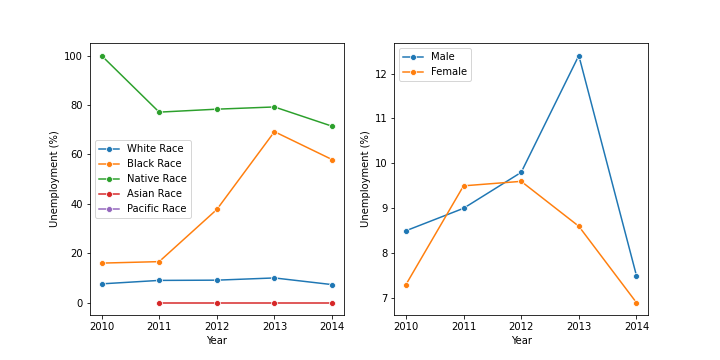 100
80
60
40
20
0
Unemployment (%)
White Race
Black Race
Native Race
Asian Race
Pacific Race
2010 2011 2012 2013 2014
Year
12
11
10
9
8
7
Unemployment (%)
Male
Female
2010 2011 2012 2013 2014
Year